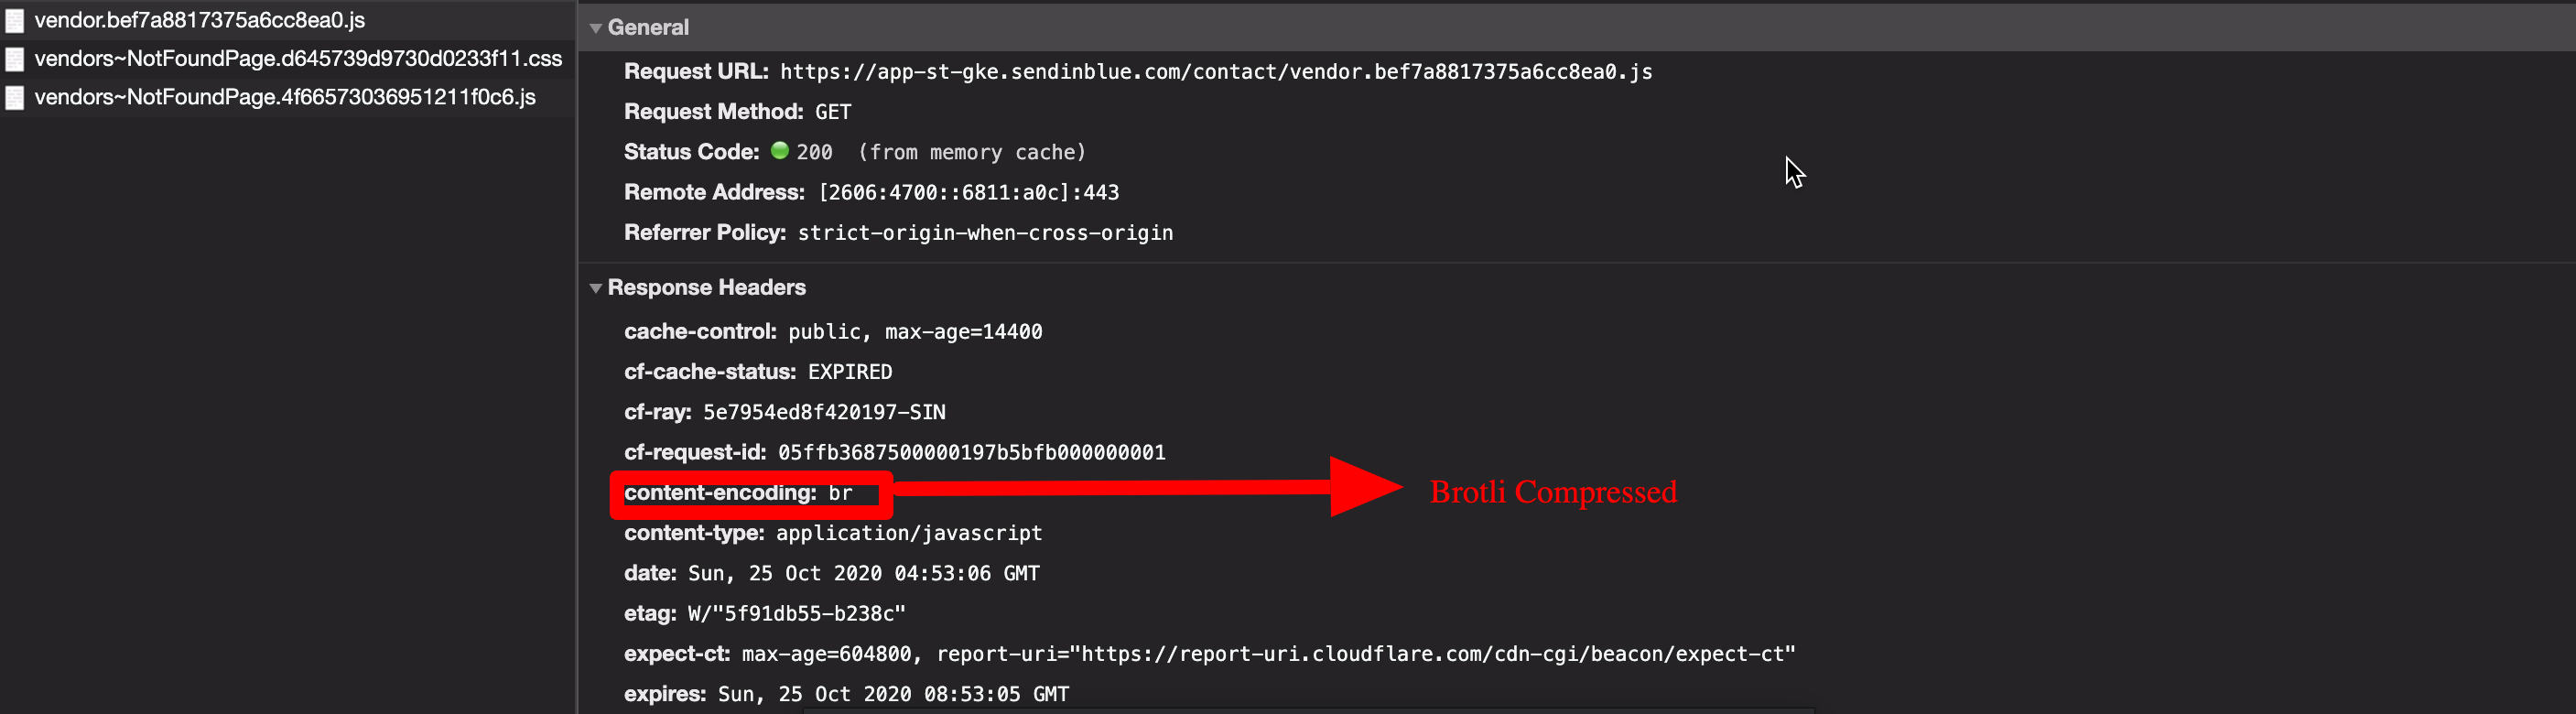 vendor.bef7a8817375a6cc8ea0.js
vendors~NotFoundPage.d645739d9730d0233f11.css
vendors~NotFoundPage.4f66573036951211f0c6.js
General
Request URL: https://app-st-gke.sendinblue.com/contact/vendor.bef7a8817375a6cc8ea0.js
Request Method: GET
Status Code: 200 (from memory cache)
Remote Address: [2606:4700::6811:a0c]:443
Referrer Policy: strict-origin-when-cross-origin
Response Headers
cache-control: public, max-age=14400
cf-cache-status: EXPIRED
cf-ray: 5e7954ed8f420197-SIN
cf-request-id: 05ffb3687500000197b5bfb000000001
content-encoding: br
Brotli Compressed
content-type: application/javascript
date: Sun, 25 Oct 2020 04:53:06 GMT
etag: W/"5f91db55-b238c"
expect-ct: max-age=604800, report-uri="https://report-uri.cloudflare.com/cdn-cgi/beacon/expect-ct"
expires: Sun, 25 Oct 2020 08:53:05 GMT